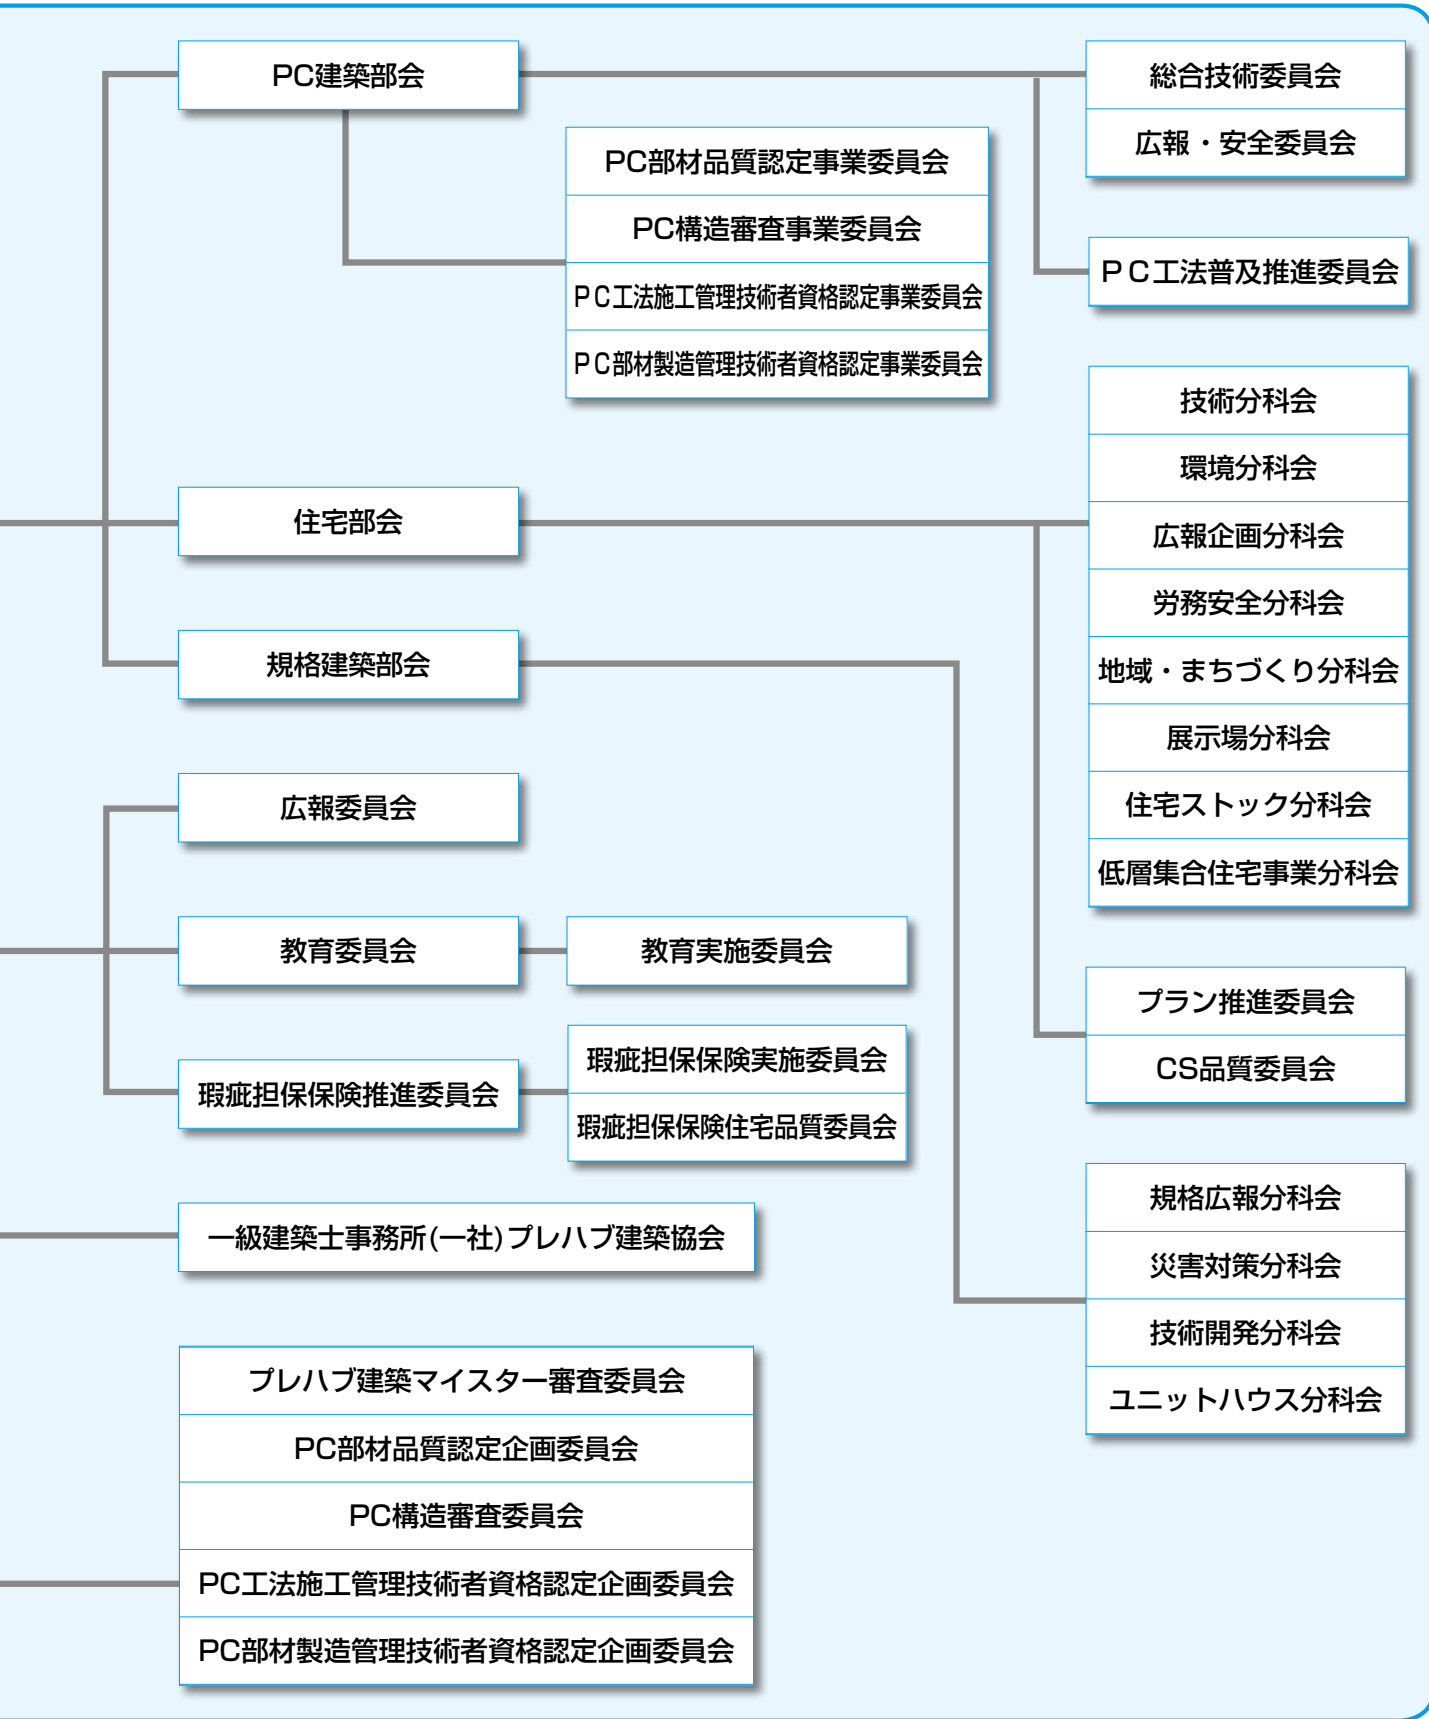 PC建築部会
総合技術委員会
広報・安全委員会
PC部材品質認定事業委員会
PC構造審査事業委員会
ＰＣ工法施工管理技術者資格認定事業委員会
ＰＣ部材製造管理技術者資格認定事業委員会
ＰＣ工法普及推進委員会
住宅部会
技術分科会
環境分科会
広報企画分科会
労務安全分科会
地域・まちづくり分科会
展示場分科会
住宅ストック分科会
低層集合住宅事業分科会
プラン推進委員会
CS品質委員会
規格建築部会
規格広報分科会
災害対策分科会
技術開発分科会
ユニットハウス分科会
広報委員会
教育委員会
教育実施委員会
瑕疵担保保険推進委員会
瑕疵担保保険実施委員会
瑕疵担保保険住宅品質委員会
一級建築士事務所(一社)プレハブ建築協会
プレハブ建築マイスター審査委員会
PC部材品質認定企画委員会
PC構造審査委員会
PC工法施工管理技術者資格認定企画委員会
PC部材製造管理技術者資格認定企画委員会